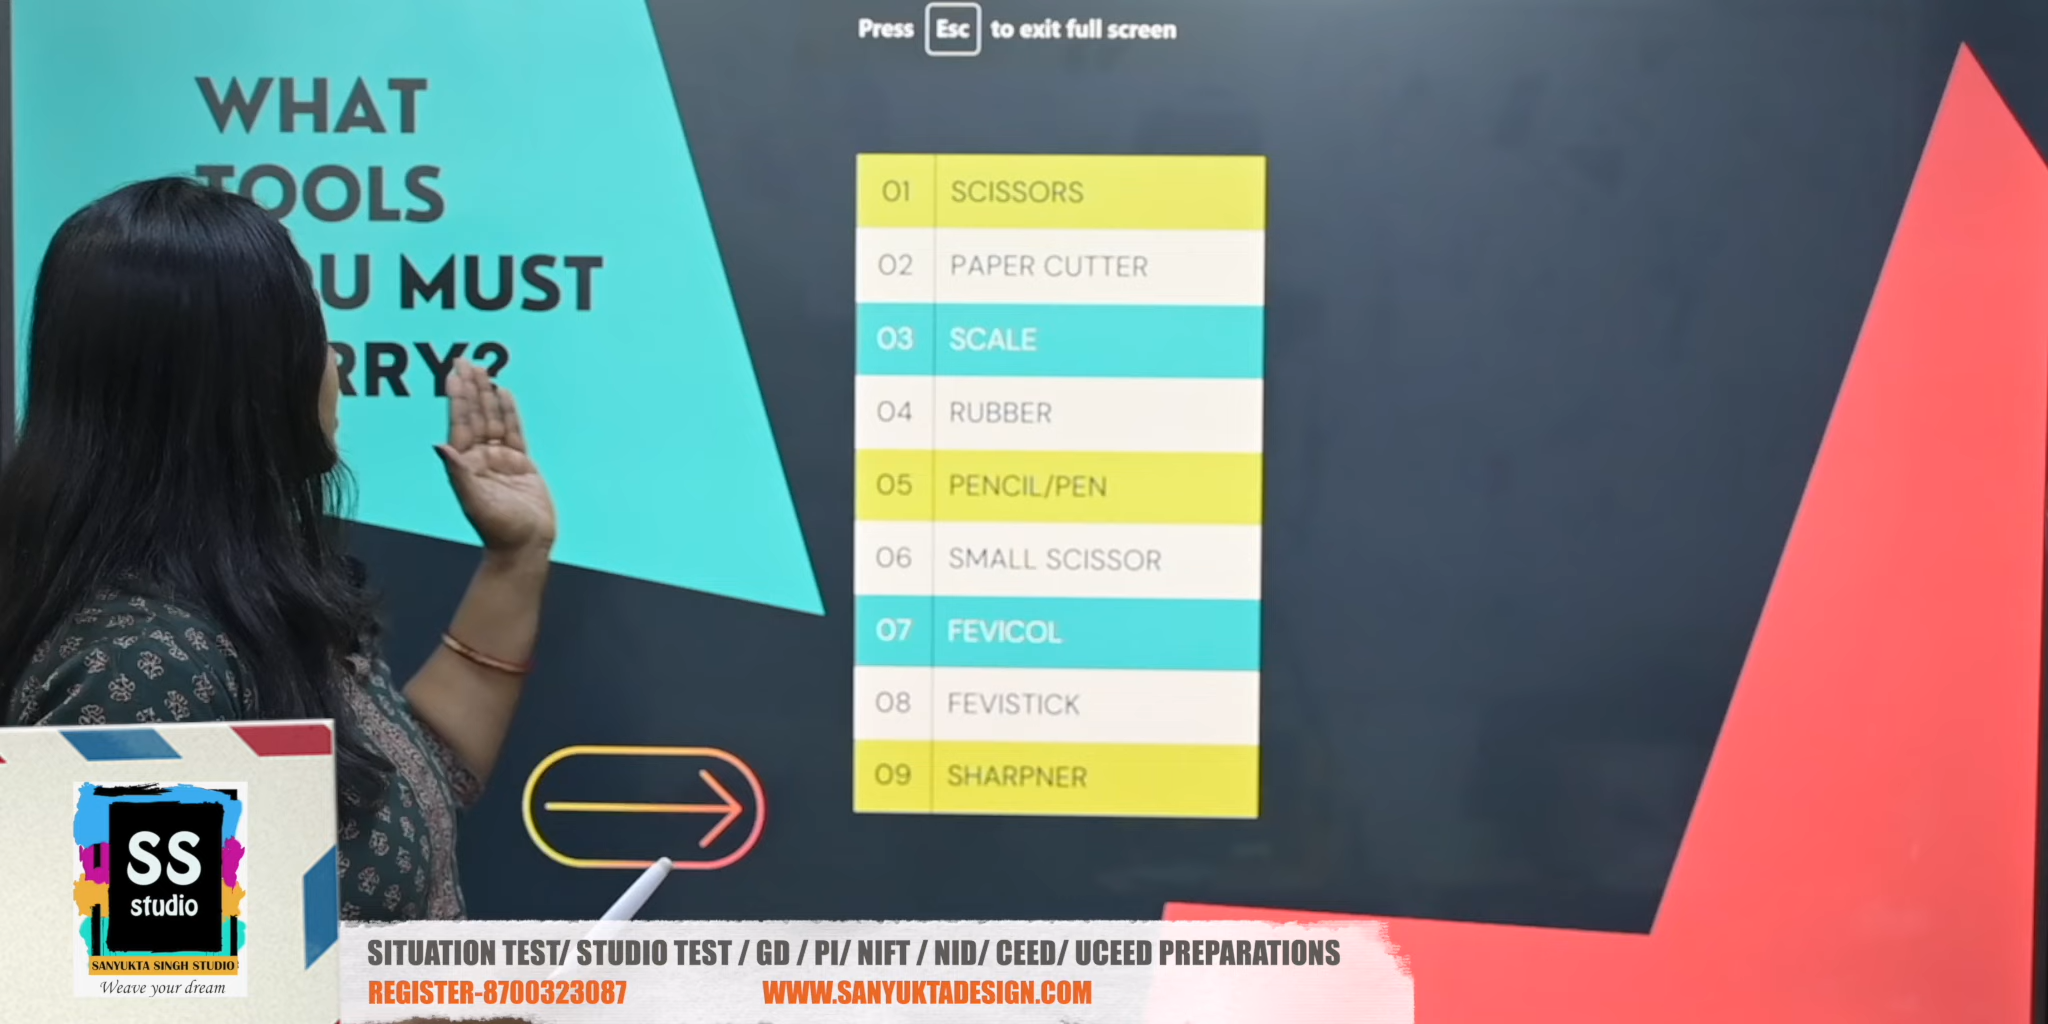 Press Esc to exit full screen
WHAT
TOOLS
MUST
01 SCISSORS
02 PAPER CUTTER
03 SCALE
04 RUBBER
05 PENCIL/PEN
06 SMALL SCISSOR
07 FEVICOL
08 FEVISTICK
09 SHARPNER
SS
studio
SANYUKTA SINGH STUDIO
Weave your dream
SITUATION TEST/ STUDIO TEST / GD / PI/ NIFT / NID/ CEED/ UCEED PREPARATIONS
REGISTER-8700323087 WWW.SANYUKTADESIGN.COM